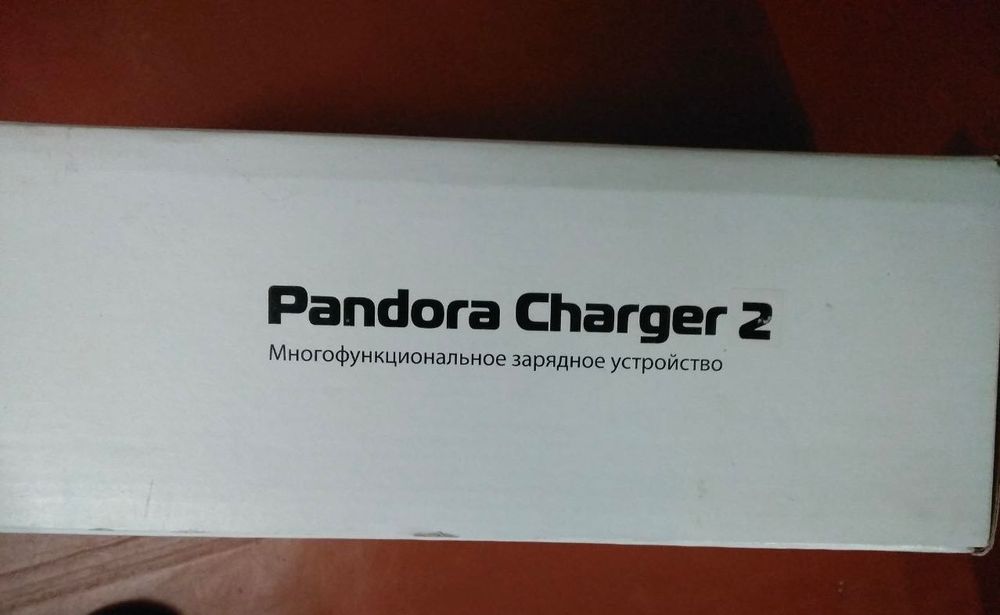 Pandora Charger 2
Многофункциональное зарядное устройство